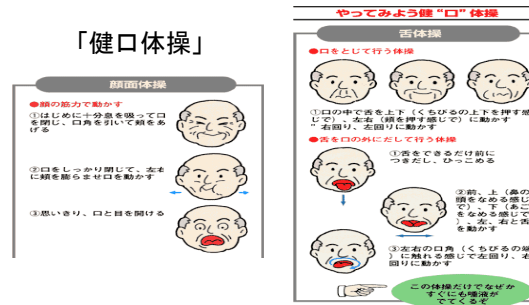 「健口体操」
顔面体操
●顔の筋力で動かす
①はじめに十分息を吸って口
を閉じ、口角を引いて頬をあ
げる
②口をしっかり閉じて、左右
に頬を膨らませ口を動かす
③思いきり、口と目を開ける
やってみよう健“口”体操
舌体操
●口をとじて行う体操
①口の中で舌を上下（くちびるの上下を押す感
じで）、左右（頬を押す感じで）に動かす
”右回り、左回りに動かす
●舌を口の外にだして行う体操
①舌をできるだけ前に
つきだし、ひっこめる
②前、上（鼻の
頭をなめる感じ
で）、下（あご
をなめる感じで
）、左、右と舌
を動かす
③左右の口角（くちびるの端
）に触れる感じで左回り、右
回りに動かす
この体操だけでなぜか
すぐにも唾液が
でてくるぞ